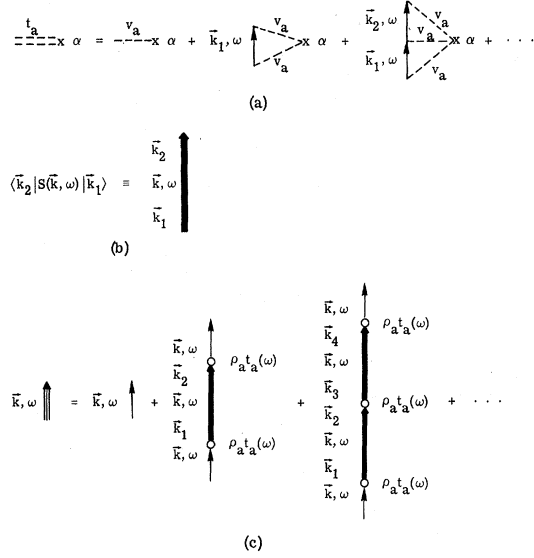 t_a x α = v_a x α + k⃗_1, ω v_a v_a x α + k⃗_2, ω k⃗_1, ω v_a v_a v_a x α + · · ·
(a)
⟨k⃗_2|S(k⃗, ω)|k⃗_1⟩ ≡ k⃗_2 k⃗, ω k⃗_1
(b)
k⃗, ω = k⃗, ω + k⃗, ω k⃗_2 k⃗, ω k⃗_1 k⃗, ω ρ_a t_a(ω) ρ_a t_a(ω) + k⃗, ω k⃗_4 k⃗, ω k⃗_3 k⃗_2 k⃗, ω k⃗_1 k⃗, ω ρ_a t_a(ω) ρ_a t_a(ω) ρ_a t_a(ω) + · · ·
(c)